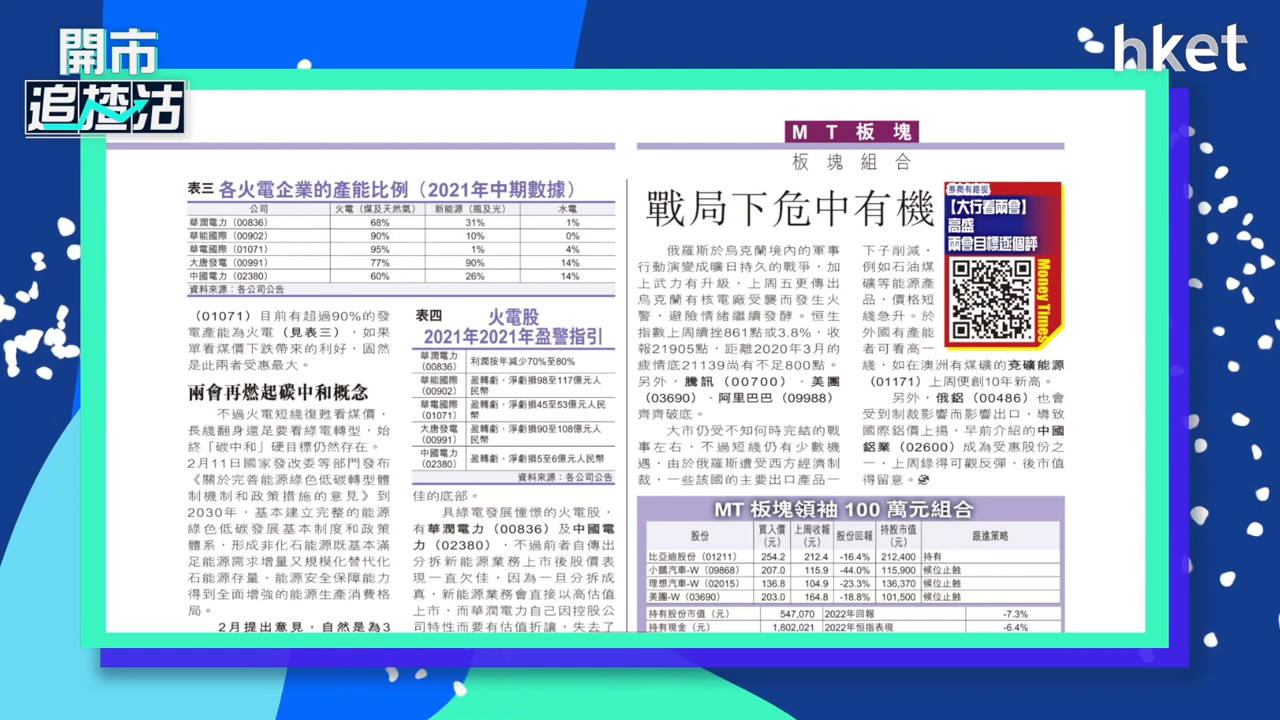 開市
追揸沽
hket
表三 各火電企業的產能比例（2021年中期數據）
公司 火電（煤及天然氣） 新能源（風及光） 水電
華潤電力（00836） 68% 31% 1%
華能國際（00902） 90% 10% 0%
華電國際（01071） 95% 1% 4%
大唐發電（00991） 77% 90% 14%
中國電力（02380） 60% 26% 14%
資料來源：各公司公告
（01071）目前有超過90%的發
電產能為火電（見表三），如果
單看煤價下跌帶來的利好，固然
是此兩者受惠最大。
兩會再燃起碳中和概念
不過火電短綫復甦看煤價，
長綫翻身還是要看綠電轉型，始
終「碳中和」硬目標仍然存在。
2月11日國家發改委等部門發布
《關於完善能源綠色低碳轉型體
制機制和政策措施的意見》到
2030年，基本建立完整的能源
綠色低碳發展基本制度和政策
體系，形成非化石能源既基本滿
足能源需求增量又規模化替代化
石能源存量、能源安全保障能力
得到全面增強的能源生產消費格
局。
2月提出意見，自然是為3
表四 火電股
2021年2021年盈警指引
華潤電力
（00836） 利潤按年減少70%至80%
華能國際
（00902） 盈轉虧，淨虧損98至117億元人
民幣
華電國際
（01071） 盈轉虧，淨虧損45至53億元人民
幣
大唐發電
（00991） 盈轉虧，淨虧損90至108億元人
民幣
中國電力
（02380） 盈轉虧，虧損5至6億元人民幣
資料來源：各公司公告
佳的底部。
具綠電發展憧憬的火電股，
有華潤電力（00836）及中國電
力（02380），不過前者自傳出
分拆新能源業務上市後股價表
現一直欠佳，因為一旦分拆成
真，新能源業務會直接以高估值
上市，而華潤電力自己因控股公
司特性而要有估值折讓，失去了
MT板塊
板塊組合
戰局下危中有機
俄羅斯於烏克蘭境內的軍事
行動演變成曠日持久的戰爭，加
上武力有升級，上周五更傳出
烏克蘭有核電廠受襲而發生火
警，避險情緒繼續發酵。恒生
指數上周續挫861點或3.8%，收
報21905點，距離2020年3月的
疫情底21139尚有不足800點。
另外，騰訊（00700）、美團
（03690）、阿里巴巴（09988）
齊齊破底。
大市仍受不知何時完結的戰
事左右，不過短綫仍有少數機
遇，由於俄羅斯遭受西方經濟制
裁，一些該國的主要出口產品一
下子削減，
例如石油煤
礦等能源產
品，價格短
綫急升。於
外國有產能
者可看高一
綫，如在澳洲有煤礦的兗礦能源
（01171）上周便創10年新高。
另外，俄鋁（00486）也會
受到制裁影響而影響出口，導致
國際鋁價上揚，早前介紹的中國
鋁業（02600）成為受惠股份之
一，上周錄得可觀反彈，後市值
得留意。
券商有路捉
【大行看兩會】
高盛
兩會目標逐個評
Money Times
MT 板塊領袖 100 萬元組合
股份 買入價（元） 上周收報（元） 股份回報 持股市值（元） 跟進策略
比亞迪股份（01211） 254.2 212.4 -16.4% 212,400 持有
小鵬汽車-W（09868） 207.0 115.9 -44.0% 115,900 候位止蝕
理想汽車-W（02015） 136.8 104.9 -23.3% 136,370 候位止蝕
美團-W（03690） 203.0 164.8 -18.8% 101,500 候位止蝕
持有股份市值（元） 547,070 2022年回報 -7.3%
持有現金（元） 1,802,021 2022年恒指表現 -6.4%